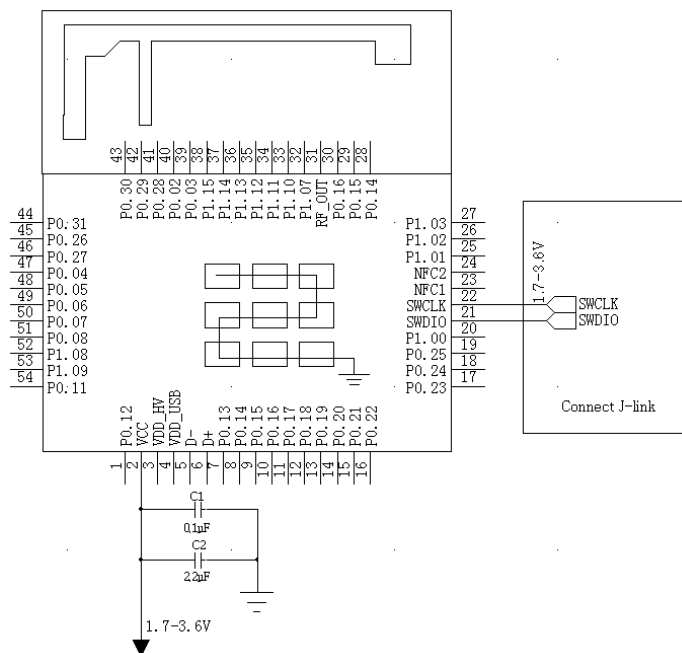 43
42
41
40
39
38
37
36
35
34
33
32
31
30
29
28
P0.30
P0.29
P0.28
P0.02
P0.03
P1.15
P1.14
P1.13
P1.12
P1.11
P1.10
P1.07
RF_OUT
P0.16
P0.15
P0.14
44
P0.31
45
P0.26
46
P0.27
47
P0.04
48
P0.05
49
P0.06
50
P0.07
51
P0.08
52
P1.08
53
P1.09
54
P0.11
P1.03
27
P1.02
26
P1.01
25
NFC2
24
NFC1
23
SWCLK
22
SWDIO
21
P1.00
20
P0.25
19
P0.24
18
P0.23
17
1.7-3.6V
SWCLK
SWDIO
Connect J-link
P0.12
VCC
VDD_HV
VDD_USB
D-
D+
P0.13
P0.14
P0.15
P0.16
P0.17
P0.18
P0.19
P0.20
P0.21
P0.22
1
2
3
4
5
6
7
8
9
10
11
12
13
14
15
16
C1
0.1uF
C2
2.2uF
1.7-3.6V